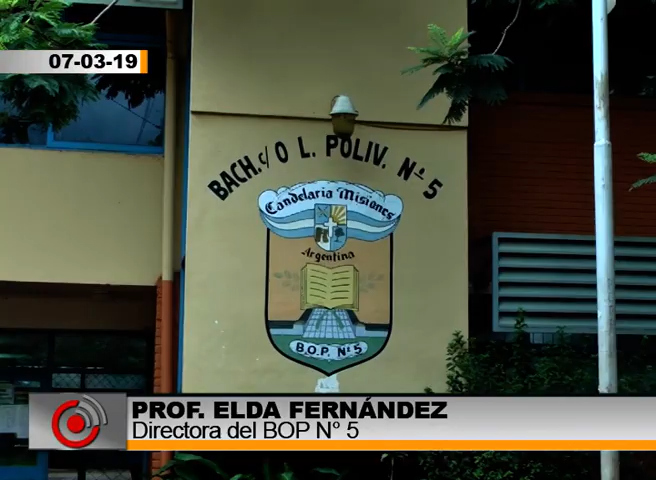 07-03-19
BACH. c/ O L. POLIV. Nº 5
Candelaria Misiones
Argentina
B.O.P. Nº 5
PROF. ELDA FERNÁNDEZ
Directora del BOP N° 5